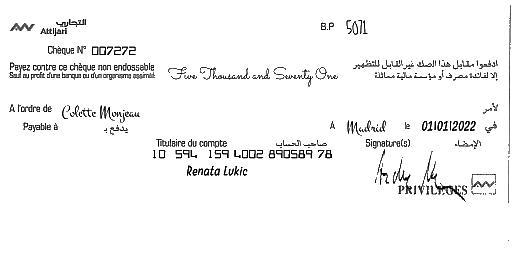 التجاري
Attijari
B.P 5071
Chèque N° 007272
Payez contre ce chèque non endossable
Sauf au profit d'une banque ou d'un organisme assimilé
Five Thousand and Seventy One
ادفعوا مقابل هذا الصك غير القابل للتظهير
إلا لفائدة مصرف أو مؤسسة مالية مماثلة
A l'ordre de Colette Monjeau لأمر
Payable à يدفع بـ
A Madrid le 01/01/2022 في
Titulaire du compte صاحب الحساب Signature(s) الإمضاء
10 594 159 4002 890589 78
Renata Lukic
PRIVILEGES